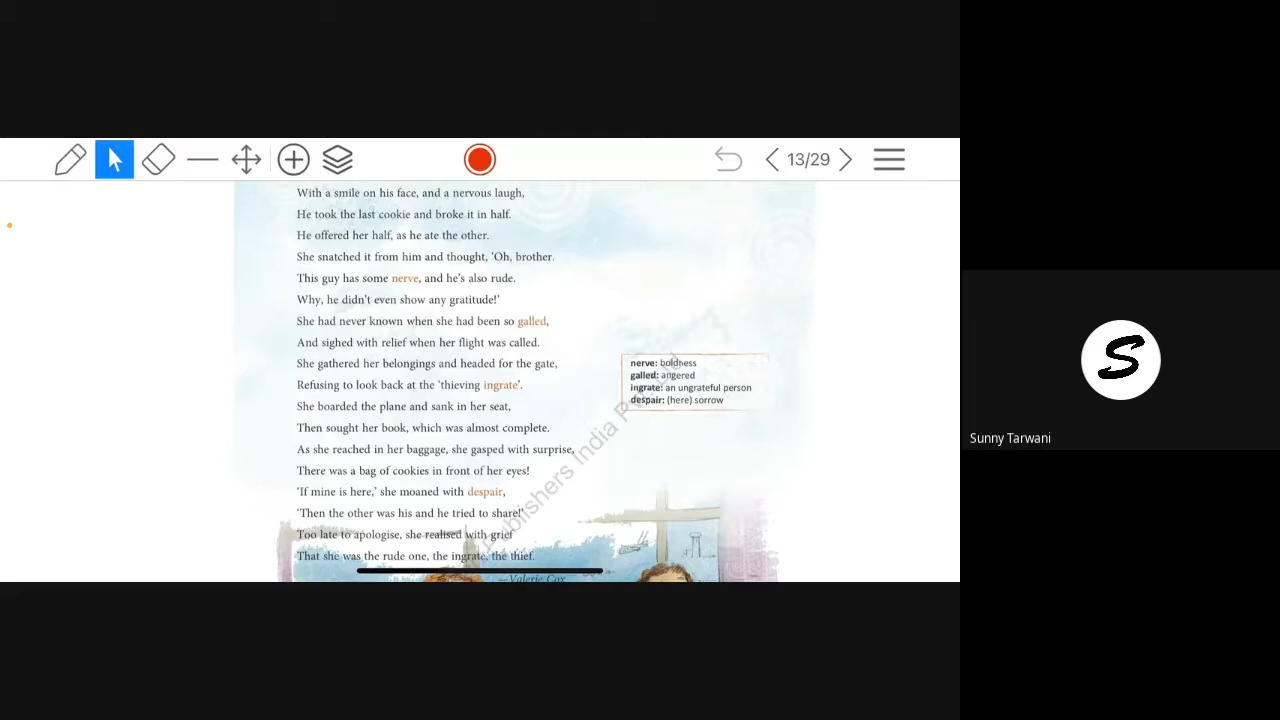 13/29
With a smile on his face, and a nervous laugh,
He took the last cookie and broke it in half.
He offered her half, as he ate the other.
She snatched it from him and thought, 'Oh, brother.
This guy has some nerve, and he's also rude.
Why, he didn't even show any gratitude!'
She had never known when she had been so galled,
And sighed with relief when her flight was called.
She gathered her belongings and headed for the gate,
Refusing to look back at the 'thieving ingrate'.
She boarded the plane and sank in her seat,
Then sought her book, which was almost complete.
As she reached in her baggage, she gasped with surprise,
There was a bag of cookies in front of her eyes!
'If mine is here,' she moaned with despair,
'Then the other was his and he tried to share!'
Too late to apologise, she realised with grief
That she was the rude one, the ingrate, the thief.
—Valerie Cox
nerve: boldness
galled: angered
ingrate: an ungrateful person
despair: (here) sorrow
Publishers India
S
Sunny Tarwani